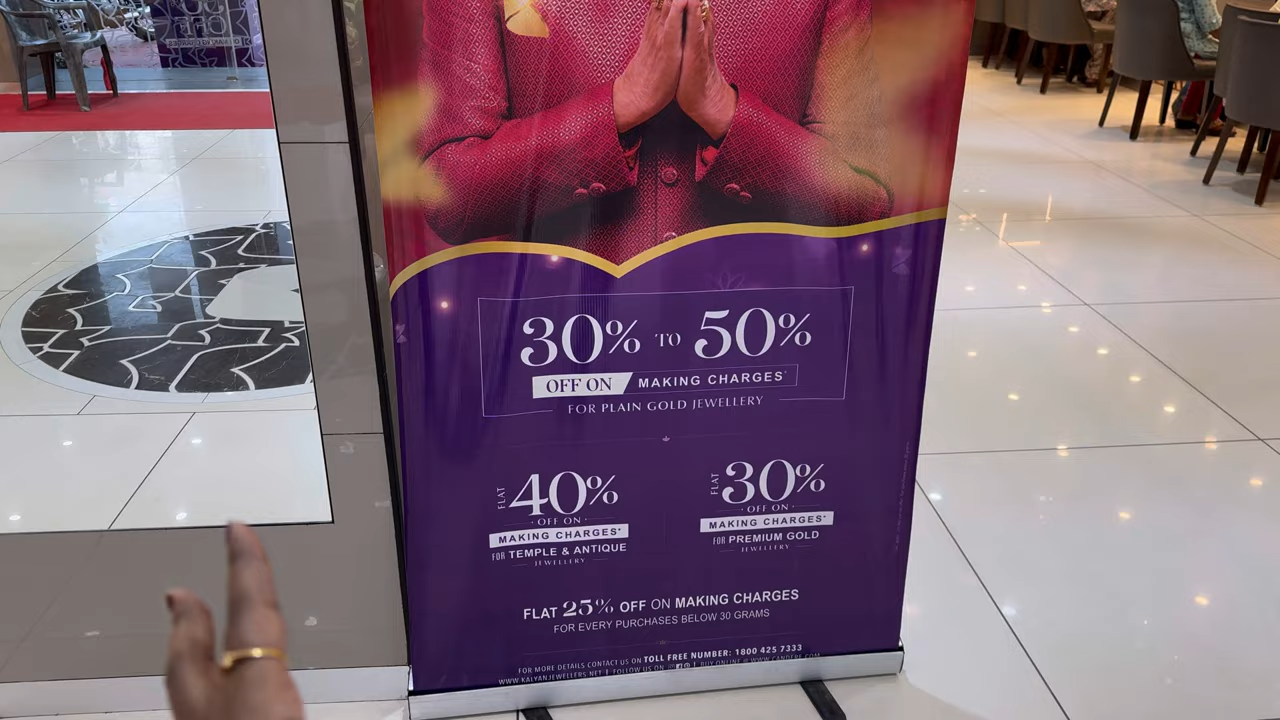 50%
OFF
30% TO 50%
OFF ON MAKING CHARGES*
FOR PLAIN GOLD JEWELLERY
FLAT 40%
OFF ON
MAKING CHARGES*
FOR TEMPLE & ANTIQUE
JEWELLERY
FLAT 30%
OFF ON
MAKING CHARGES*
FOR PREMIUM GOLD
JEWELLERY
FLAT 25% OFF ON MAKING CHARGES
FOR EVERY PURCHASES BELOW 30 GRAMS
FOR MORE DETAILS CONTACT US ON TOLL FREE NUMBER: 1800 425 7333
WWW.KALYANJEWELLERS.NET | FOLLOW US ON | BUY ONLINE @ WWW.CANDERE.COM